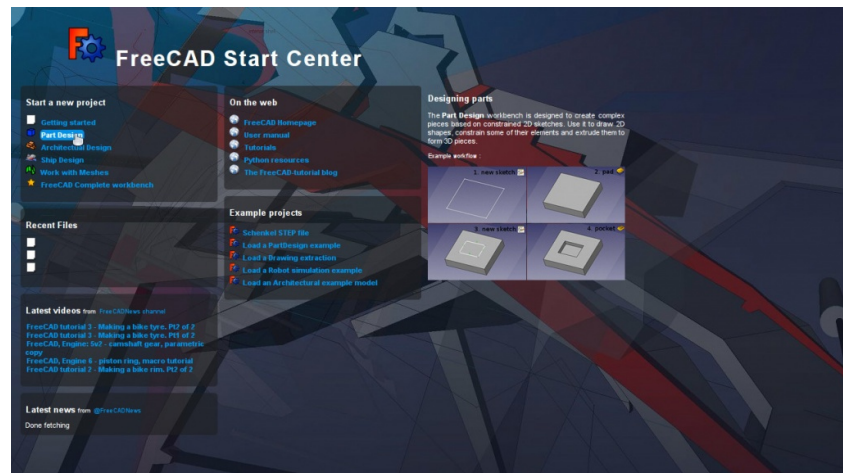 FreeCAD Start Center
Start a new project
Getting started
Part Design
Architectual Design
Ship Design
Work with Meshes
FreeCAD Complete workbench
Recent Files
Latest videos from FreeCADNews channel
FreeCAD tutorial 3 - Making a bike tyre. Pt2 of 2
FreeCAD tutorial 3 - Making a bike tyre. Pt1 of 2
FreeCAD, Engine; 5v2 - camshaft gear, parametric
copy
FreeCAD, Engine 4 - piston ring, macro tutorial
FreeCAD tutorial 2 - Making a bike rim. Pt2 of 2
Latest news from @FreeCADNews
Done fetching
On the web
FreeCAD Homepage
User manual
Tutorials
Python resources
The FreeCAD-tutorial blog
Example projects
Schenkel STEP file
Load a PartDesign example
Load a Drawing extraction
Load a Robot simulation example
Load an Architectural example model
Designing parts
The Part Design workbench is designed to create complex
pieces based on constrained 2D sketches. Use it to draw 2D
shapes, constrain some of their elements and extrude them to
form 3D pieces.
Example workflow :
1. new sketch
2. pad
3. new sketch
4. pocket